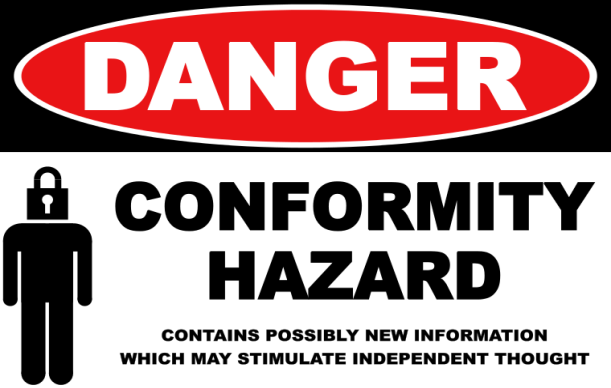 DANGER
CONFORMITY
HAZARD
CONTAINS POSSIBLY NEW INFORMATION
WHICH MAY STIMULATE INDEPENDENT THOUGHT